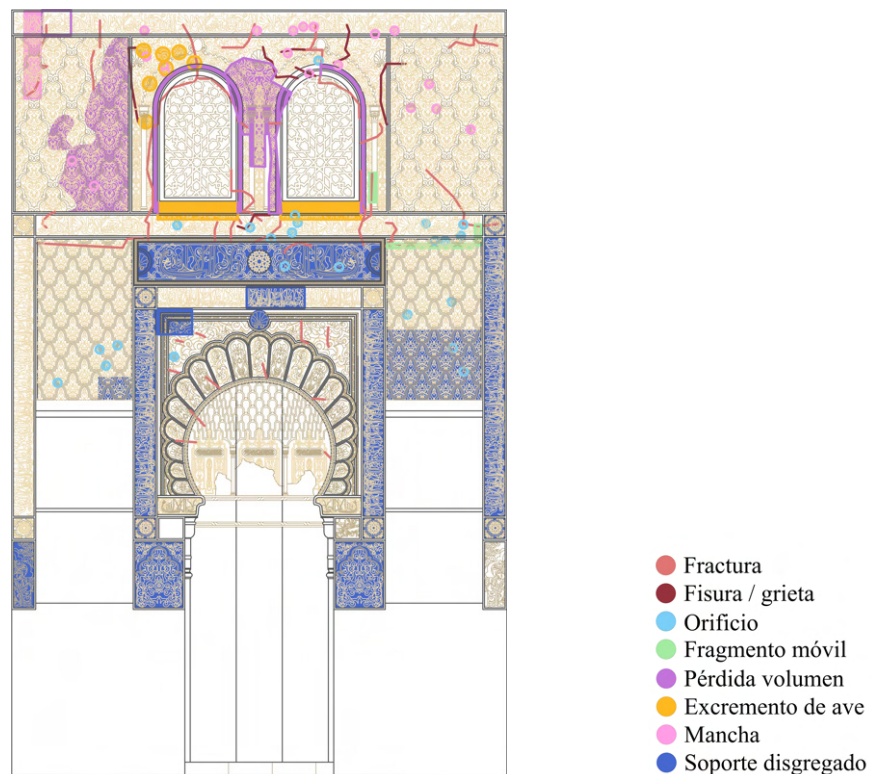 Fractura
Fisura / grieta
Orificio
Fragmento móvil
Pérdida volumen
Excremento de ave
Mancha
Soporte disgregado